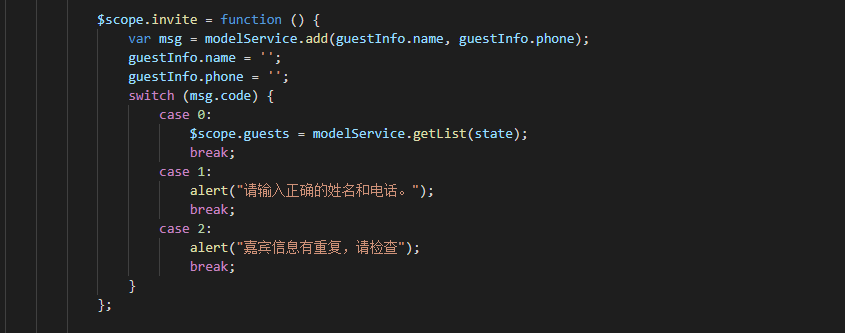 $scope.invite = function () {
var msg = modelService.add(guestInfo.name, guestInfo.phone);
guestInfo.name = '';
guestInfo.phone = '';
switch (msg.code) {
case 0:
$scope.guests = modelService.getList(state);
break;
case 1:
alert("请输入正确的姓名和电话。");
break;
case 2:
alert("嘉宾信息有重复，请检查");
break;
}
};